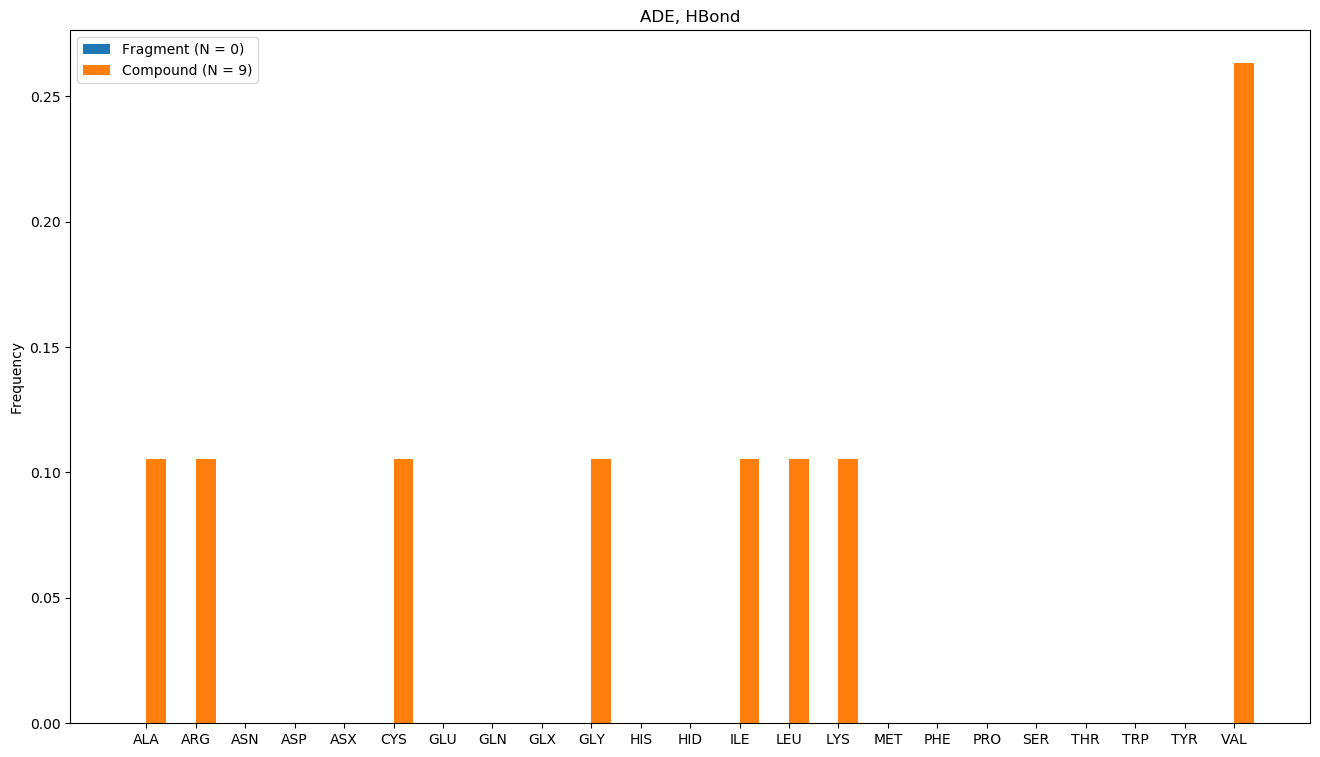 ADE, HBond
Fragment (N = 0)
Compound (N = 9)
Frequency
0.25
0.20
0.15
0.10
0.05
0.00
ALA ARG ASN ASP ASX CYS GLU GLN GLX GLY HIS HID ILE LEU LYS MET PHE PRO SER THR TRP TYR VAL